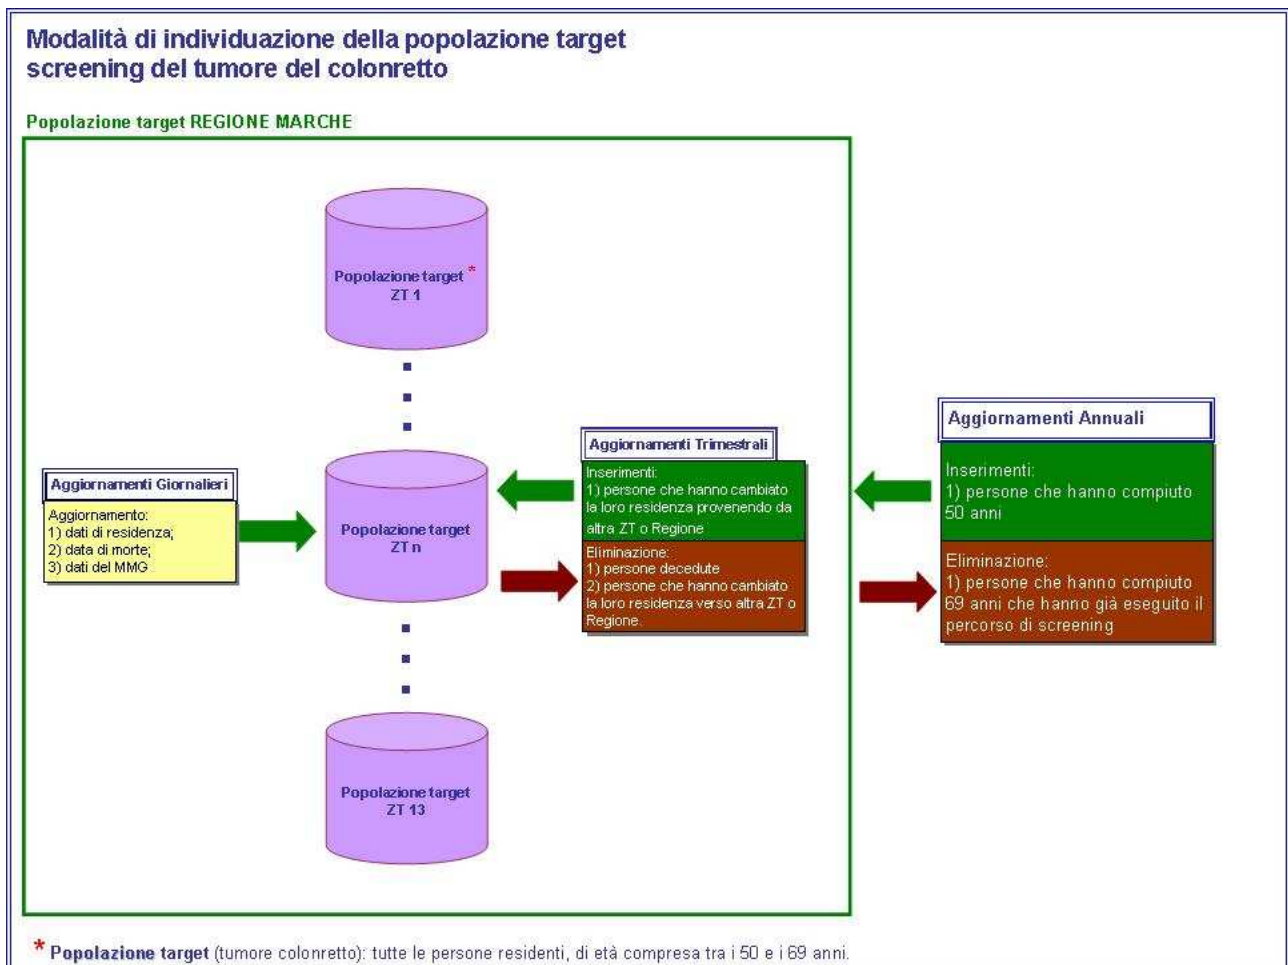 Modalità di individuazione della popolazione target
screening del tumore del colonretto
Popolazione target REGIONE MARCHE
Popolazione target *
ZT 1
Aggiornamenti Giornalieri
Aggiornamento:
1) dati di residenza;
2) data di morte;
3) dati del MMG
Popolazione target
ZT n
Aggiornamenti Trimestrali
Inserimenti:
1) persone che hanno cambiato
la loro residenza provenendo da
altra ZT o Regione
Eliminazione:
1) persone decedute
2) persone che hanno cambiato
la loro residenza verso altra ZT o
Regione.
Aggiornamenti Annuali
Inserimenti:
1) persone che hanno compiuto
50 anni
Eliminazione:
1) persone che hanno compiuto
69 anni che hanno già eseguito il
percorso di screening
Popolazione target
ZT 13
* Popolazione target (tumore colonretto): tutte le persone residenti, di età compresa tra i 50 e i 69 anni.